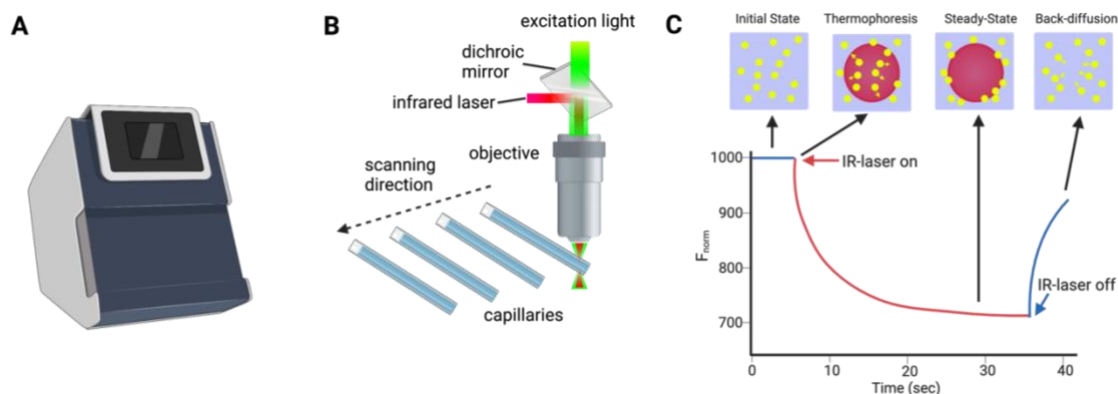 A
B
excitation light
dichroic
mirror
infrared laser
objective
scanning
direction
capillaries
C
Initial State
Thermophoresis
Steady-State
Back-diffusion
1000
IR-laser on
900
Fnorm
800
IR-laser off
700
0
10
20
30
40
Time (sec)